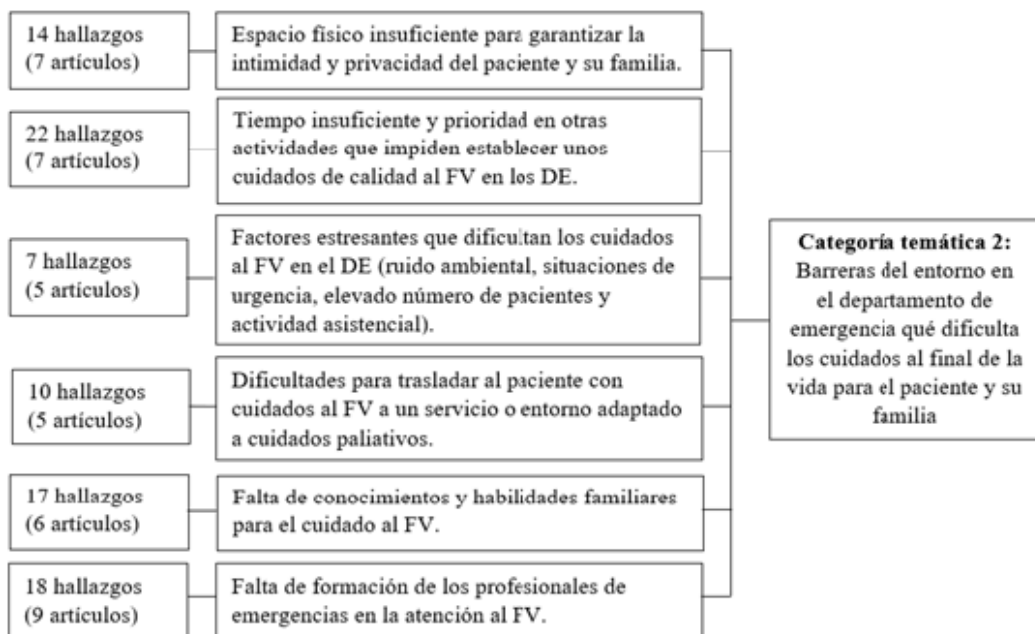 14 hallazgos
(7 artículos)
Espacio físico insuficiente para garantizar la
intimidad y privacidad del paciente y su familia.
22 hallazgos
(7 artículos)
Tiempo insuficiente y prioridad en otras
actividades que impiden establecer unos
cuidados de calidad al FV en los DE.
7 hallazgos
(5 artículos)
Factores estresantes que dificultan los cuidados
al FV en el DE (ruido ambiental, situaciones de
urgencia, elevado número de pacientes y
actividad asistencial).
10 hallazgos
(5 artículos)
Dificultades para trasladar al paciente con
cuidados al FV a un servicio o entorno adaptado
a cuidados paliativos.
17 hallazgos
(6 artículos)
Falta de conocimientos y habilidades familiares
para el cuidado al FV.
18 hallazgos
(9 artículos)
Falta de formación de los profesionales de
emergencias en la atención al FV.
Categoría temática 2:
Barreras del entorno en
el departamento de
emergencia qué dificulta
los cuidados al final de la
vida para el paciente y su
familia